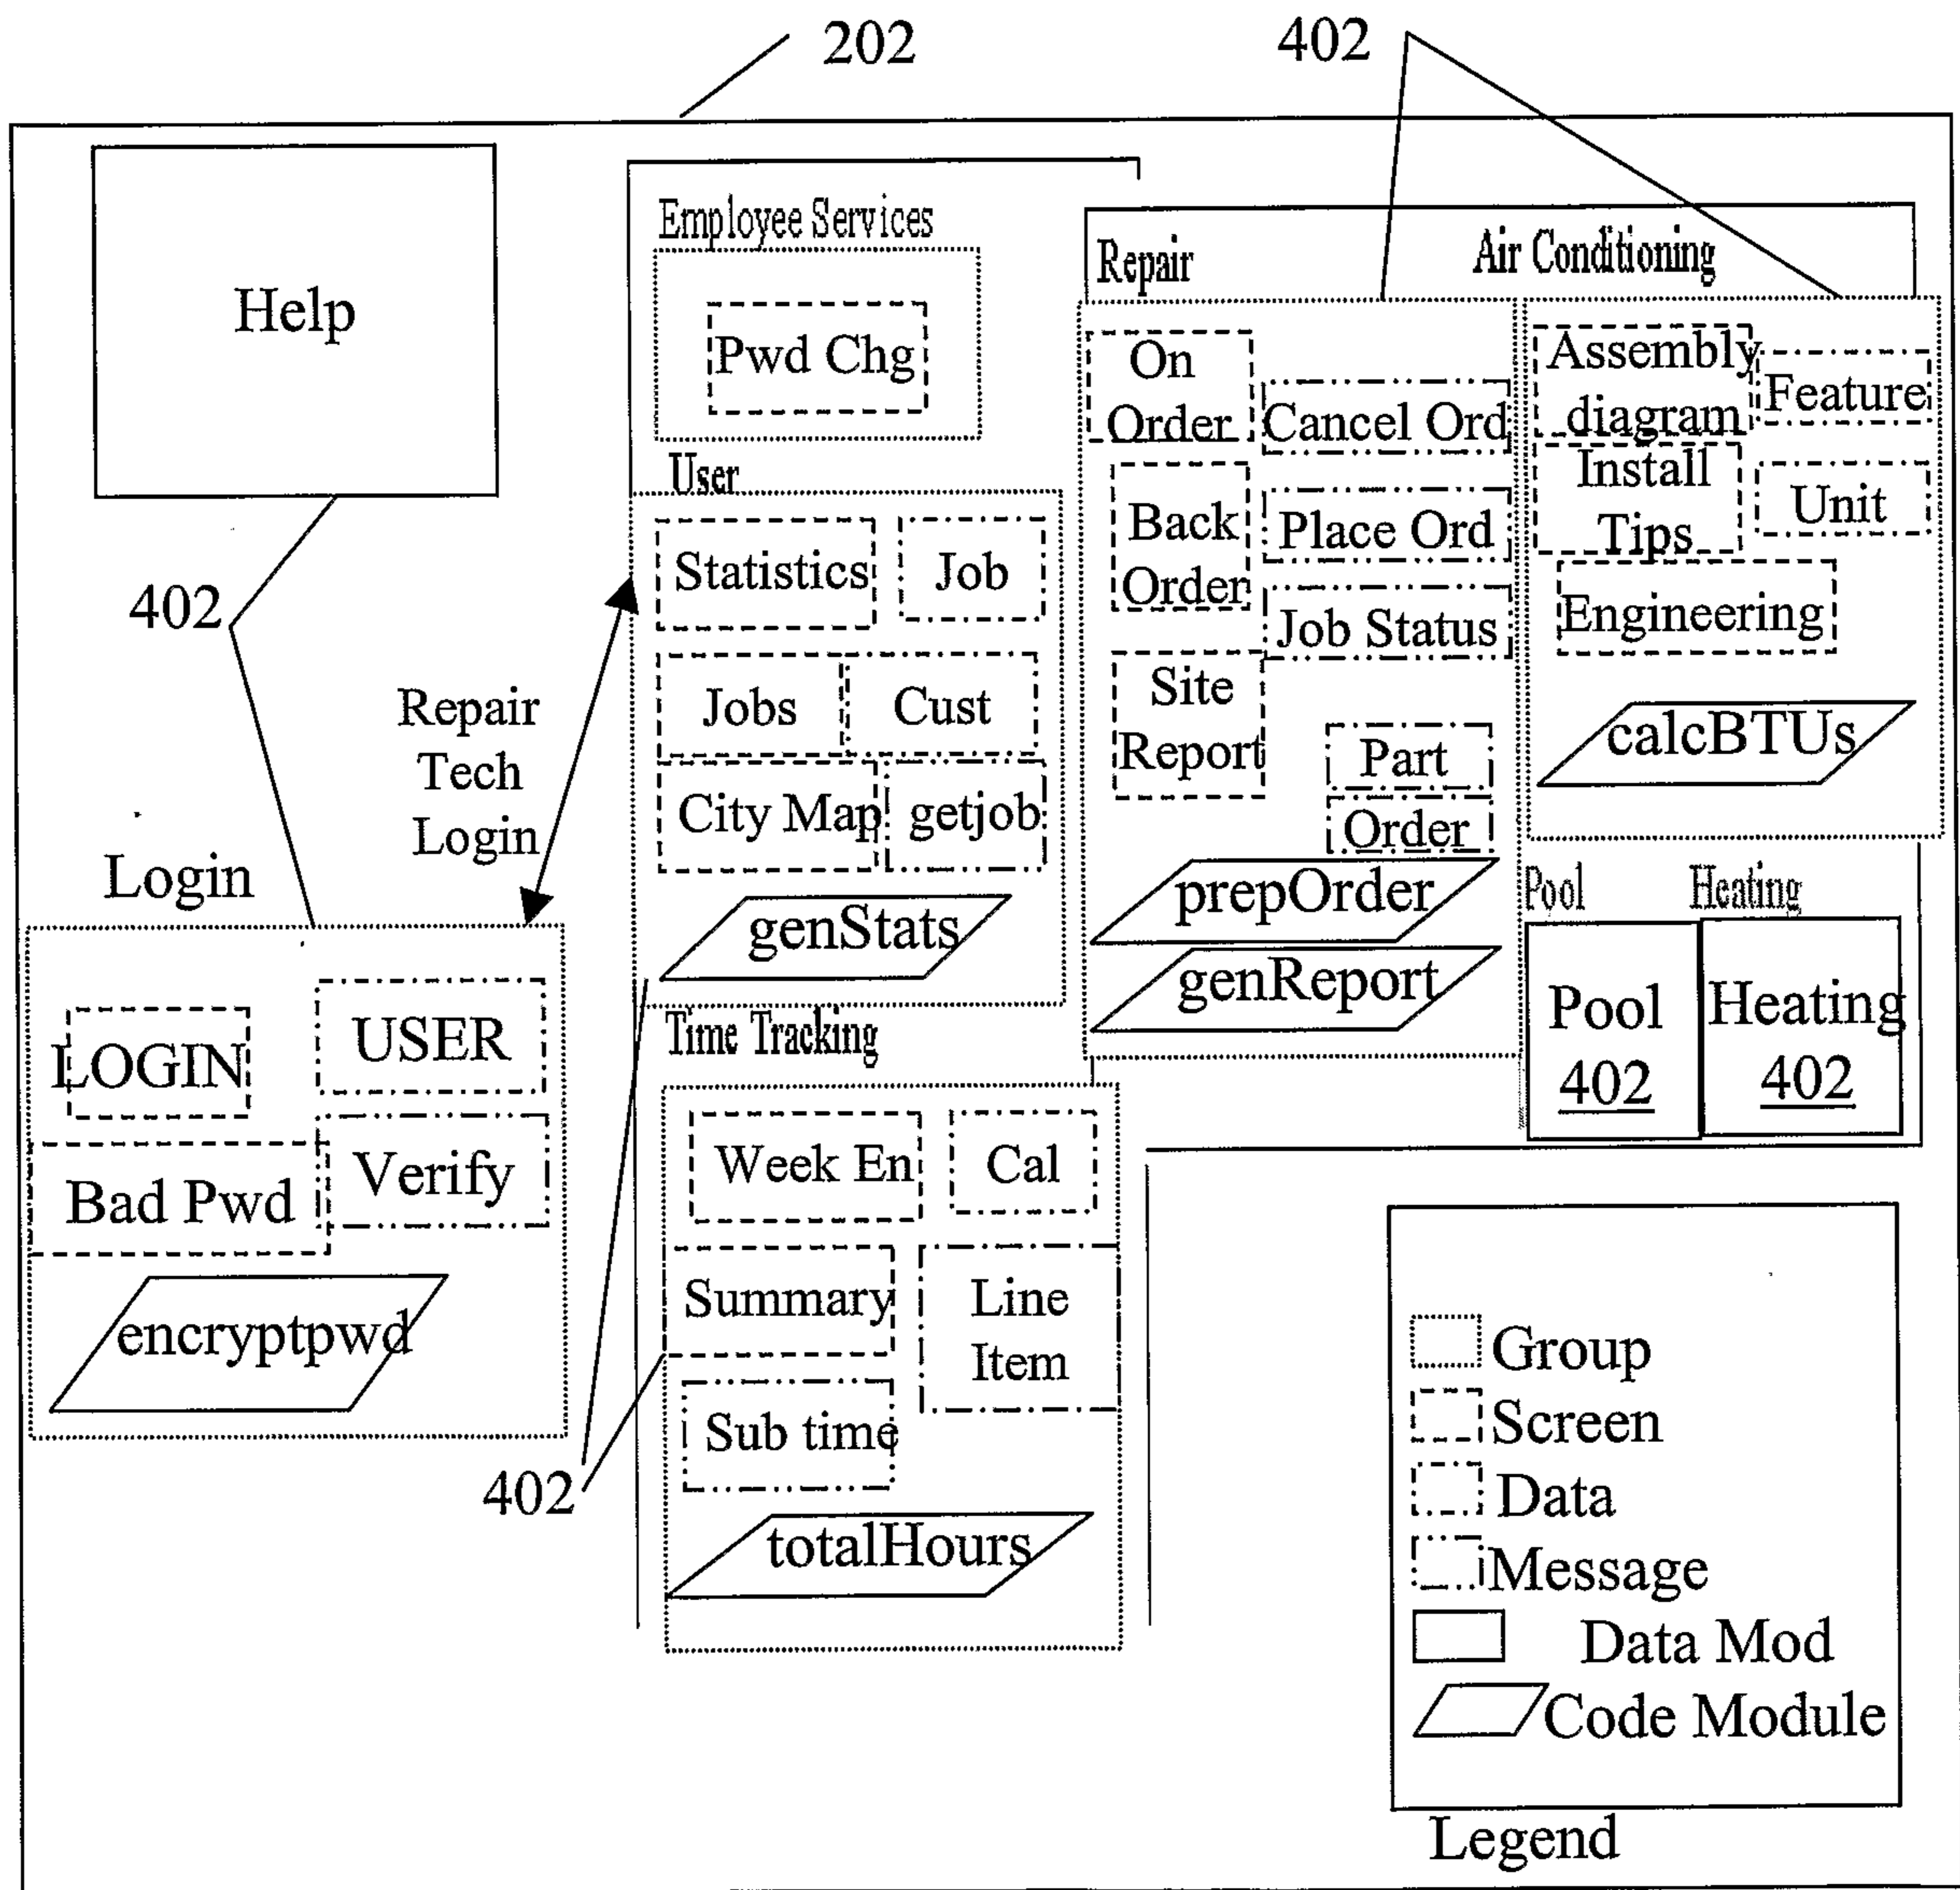 202
402
Help
402
Repair
Tech
Login
Login
LOGIN
USER
Bad Pwd
Verify
encryptpwd
Employee Services
Pwd Chg
User
Statistics
Job
Jobs
Cust
City Map
getjob
genStats
Time Tracking
Week En
Cal
Summary
Line
Item
Sub time
402
totalHours
Repair
On
Order
Cancel Ord
Back
Order
Place Ord
Job Status
Site
Report
Part
Order
prepOrder
genReport
Air Conditioning
Assembly
diagram
Feature
Install
Tips
Unit
Engineering
calcBTUs
Pool
Heating
Pool
402
Heating
402
Group
Screen
Data
Message
Data Mod
Code Module
Legend